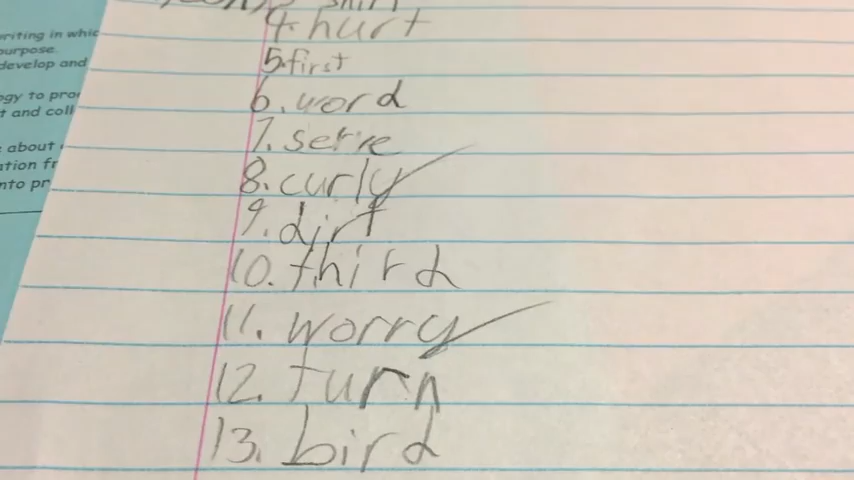 4. hurt
5. first
6. word
7. serve
8. curly
9. dirt
10. third
11. worry
12. turn
13. bird
writing in whic
purpose.
develop and
ogy to pro
t and coll
about
ation fr
nto pr